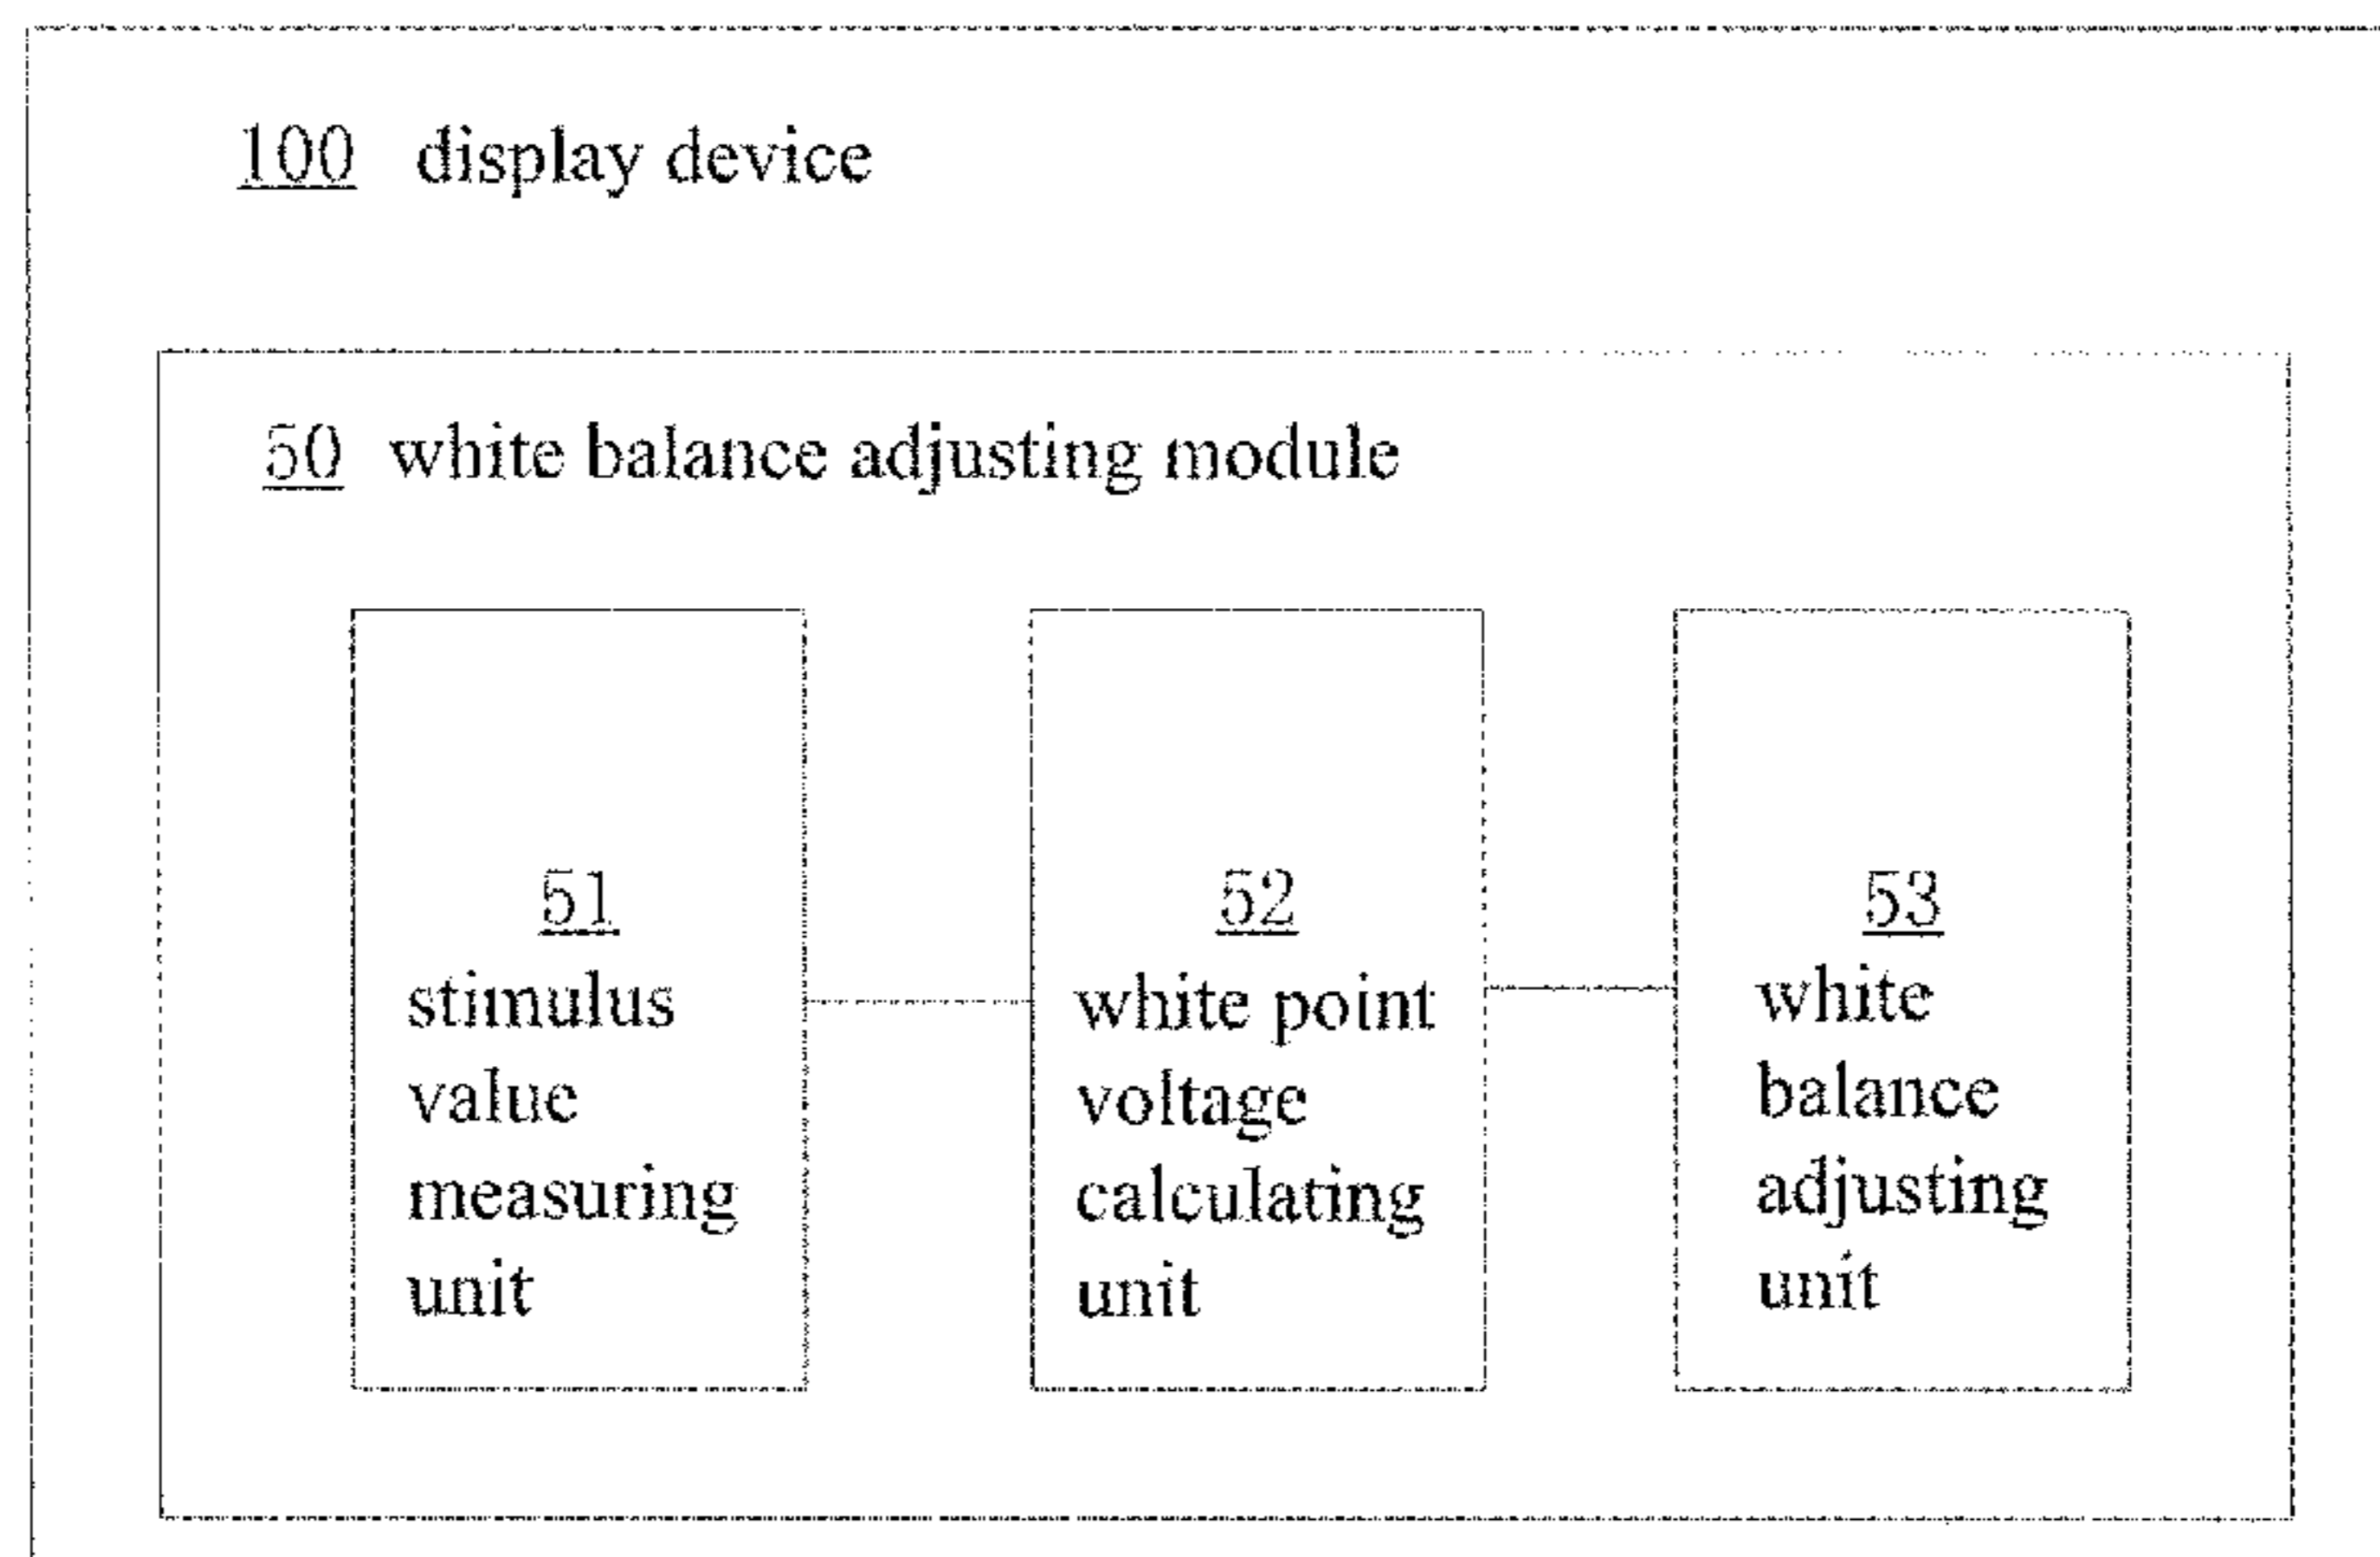 100 display device
50 white balance adjusting module
51
stimulus
value
measuring
unit
52
white point
voltage
calculating
unit
53
white
balance
adjusting
unit